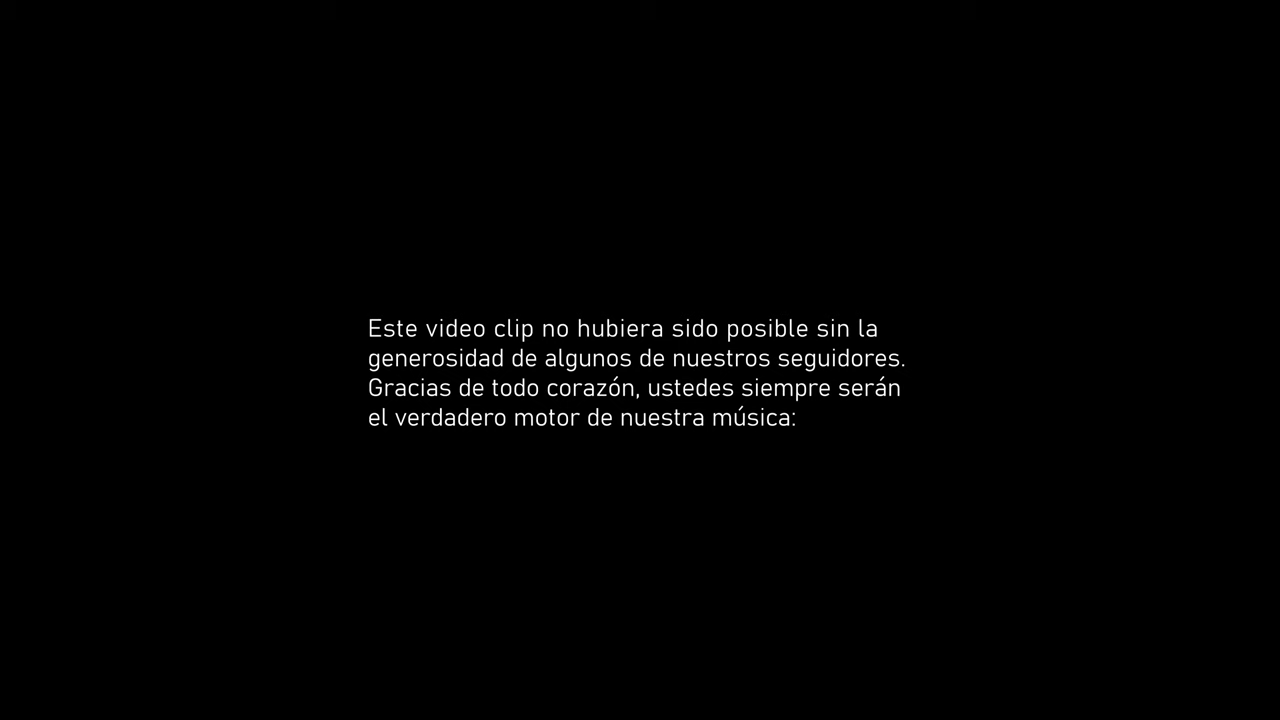 Este video clip no hubiera sido posible sin la
generosidad de algunos de nuestros seguidores.
Gracias de todo corazón, ustedes siempre serán
el verdadero motor de nuestra música: